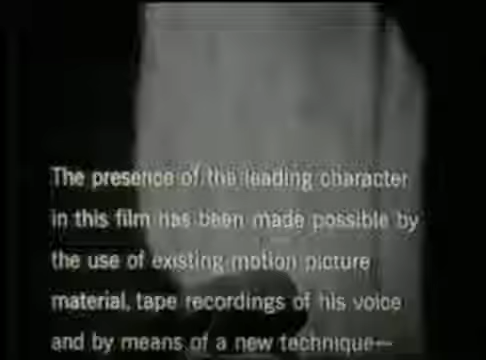 The presence of the leading character
in this film has been made possible by
the use of existing motion picture
material, tape recordings of his voice
and by means of a new technique—